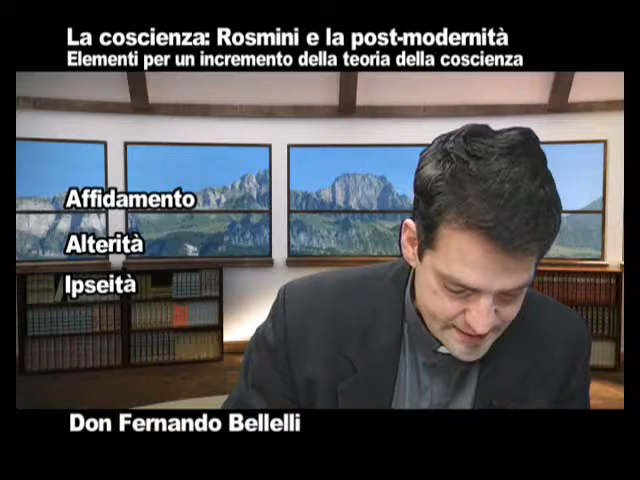 La coscienza: Rosmini e la post-modernità
Elementi per un incremento della teoria della coscienza
Affidamento
Alterità
Ipseità
Don Fernando Bellelli